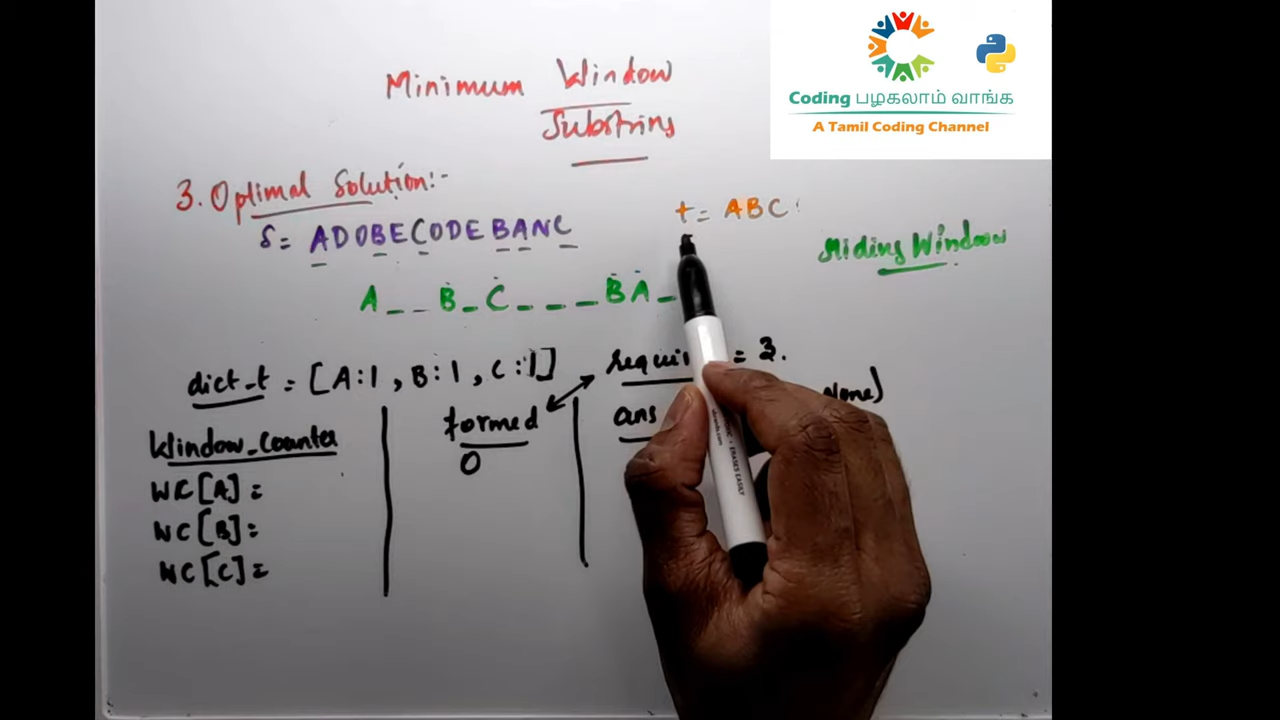 Minimum Window
Substring
Coding பழகலாம் வாங்க
A Tamil Coding Channel
3. Optimal Solution:-
S = ADOBECODEBANC
t = ABC
Sliding Window
A _ _ B _ C _ _ _ B A _
dict_t = [A:1, B:1, C:1]
= 3.
Window_Counter
formed
ans
None)
WC[A]=
0
WC[B]=
WC[C]=